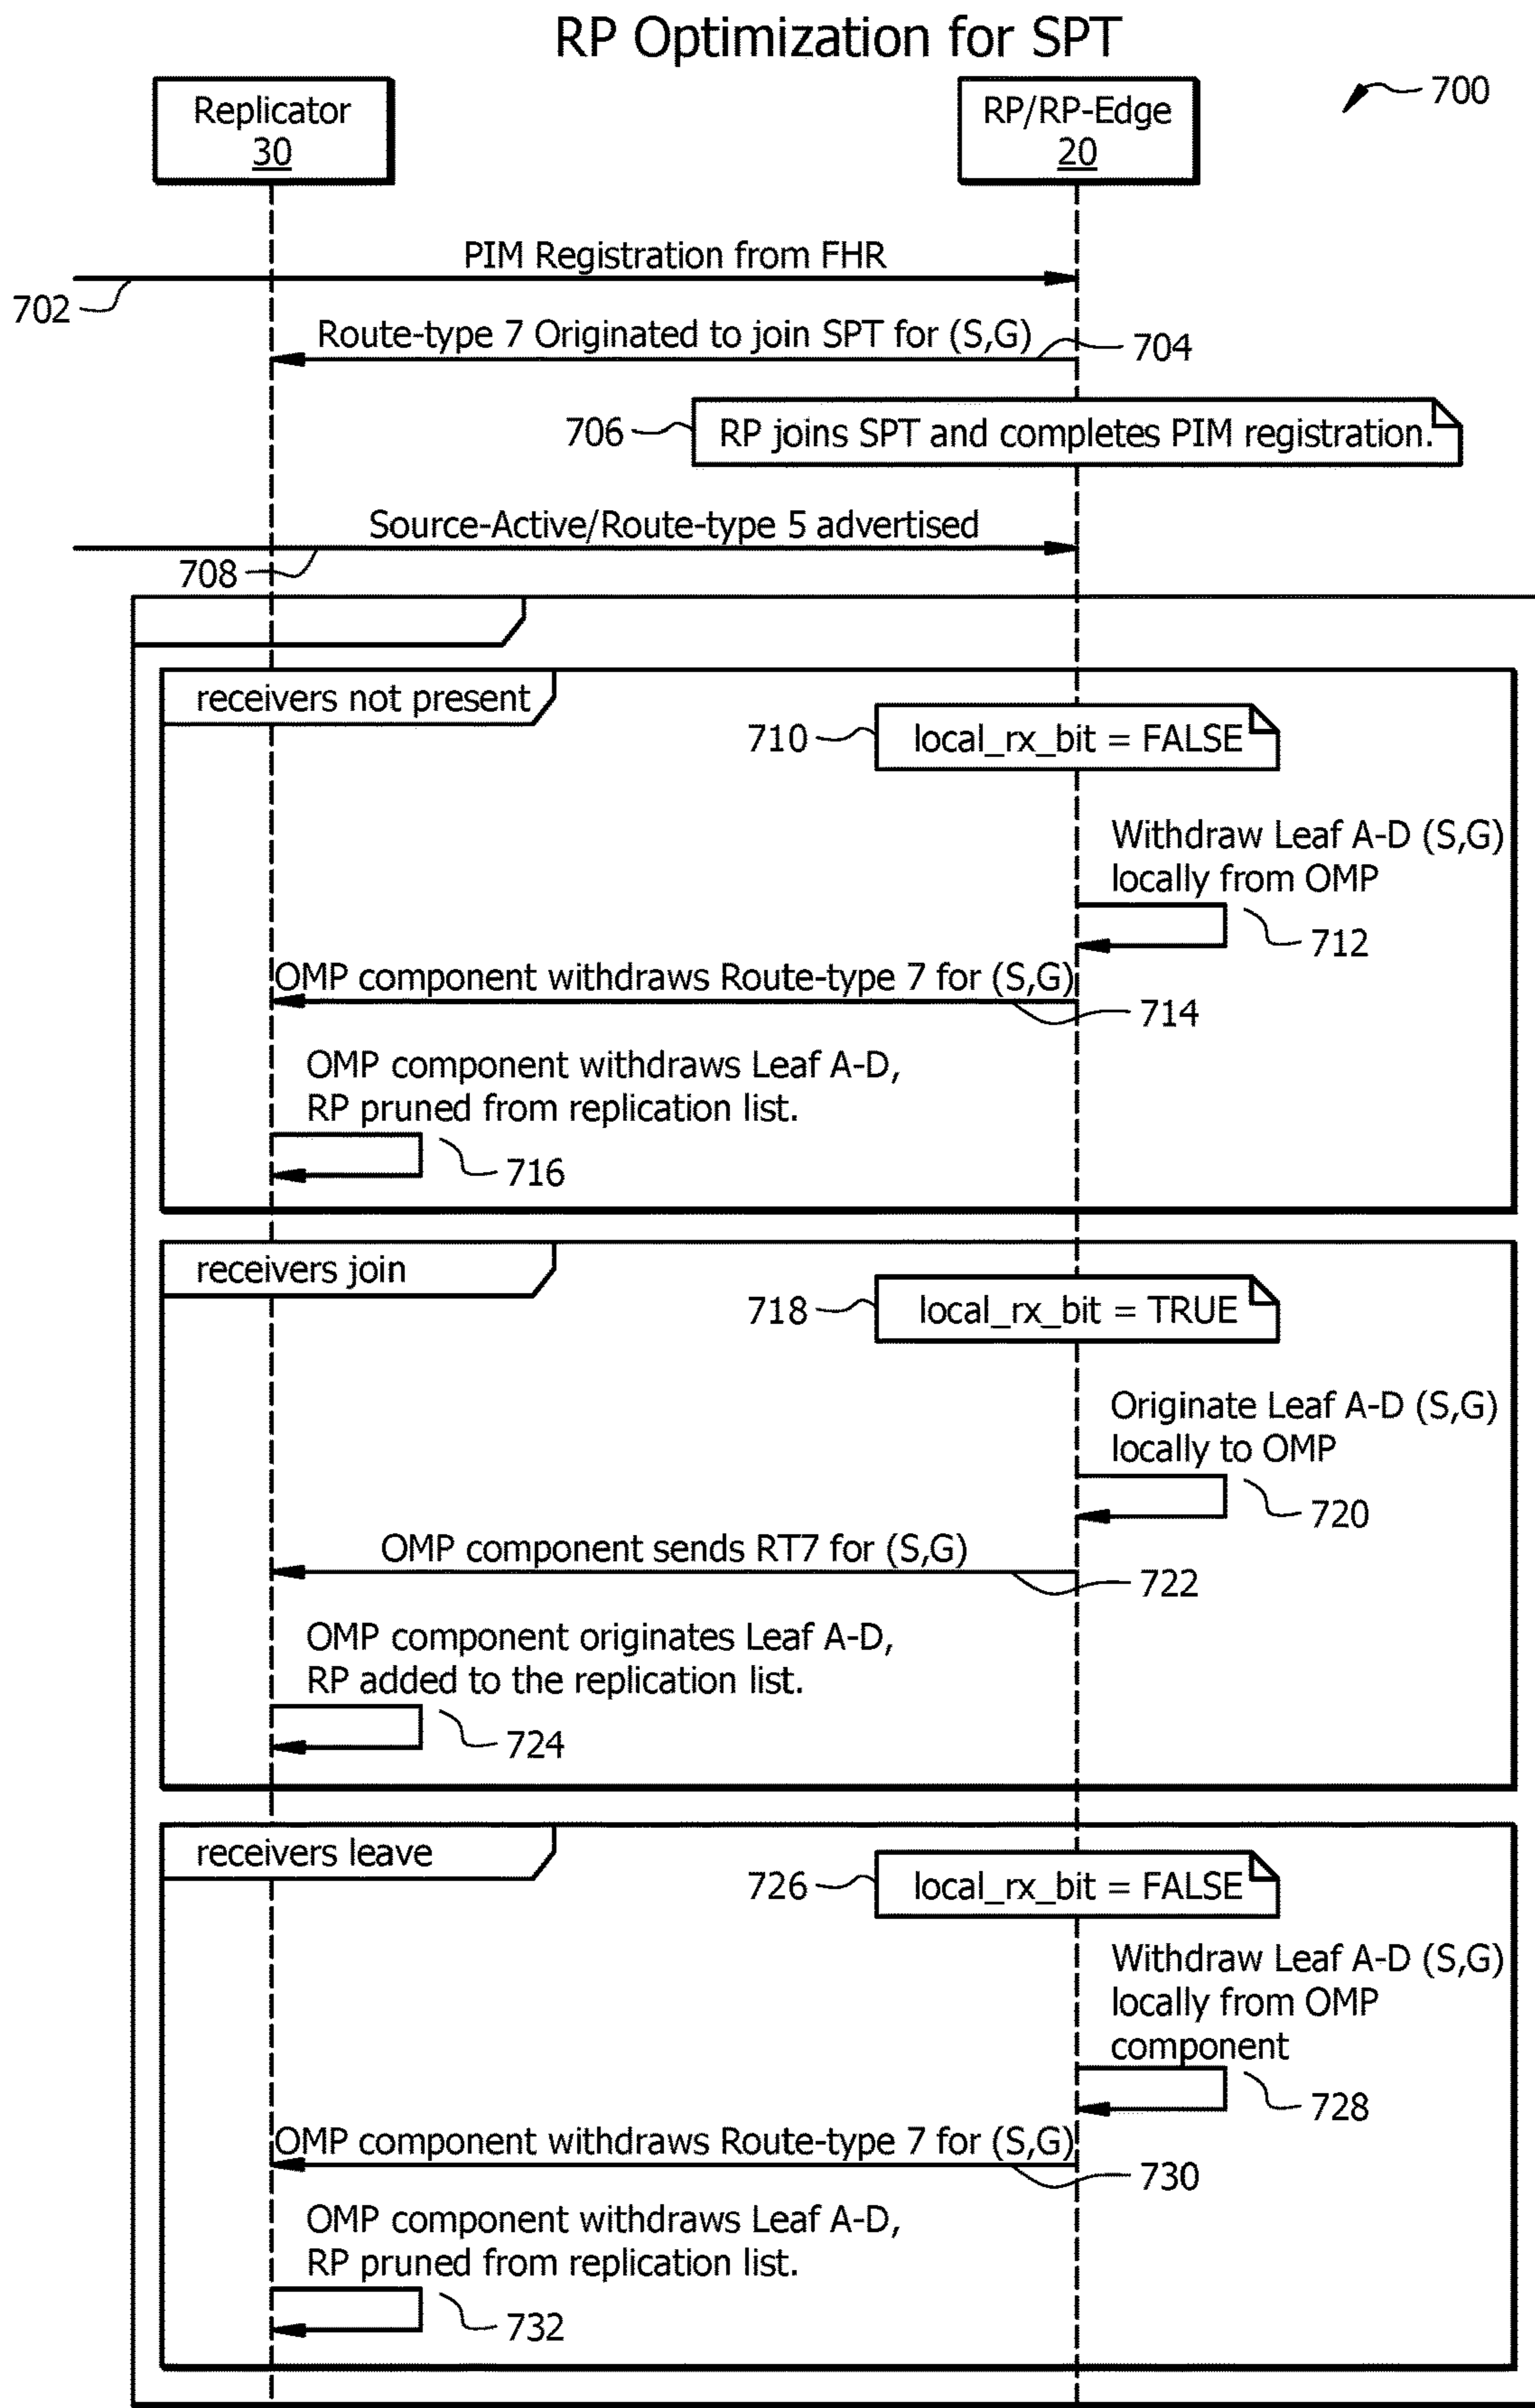 RP Optimization for SPT
700
Replicator
30
RP/RP-Edge
20
PIM Registration from FHR
702
Route-type 7 Originated to join SPT for (S,G)
704
706
RP joins SPT and completes PIM registration.
Source-Active/Route-type 5 advertised
708
receivers not present
710
local_rx_bit = FALSE
Withdraw Leaf A-D (S,G)
locally from OMP
712
OMP component withdraws Route-type 7 for (S,G)
714
OMP component withdraws Leaf A-D,
RP pruned from replication list.
716
receivers join
718
local_rx_bit = TRUE
Originate Leaf A-D (S,G)
locally to OMP
720
OMP component sends RT7 for (S,G)
722
OMP component originates Leaf A-D,
RP added to the replication list.
724
receivers leave
726
local_rx_bit = FALSE
Withdraw Leaf A-D (S,G)
locally from OMP
component
728
OMP component withdraws Route-type 7 for (S,G)
730
OMP component withdraws Leaf A-D,
RP pruned from replication list.
732